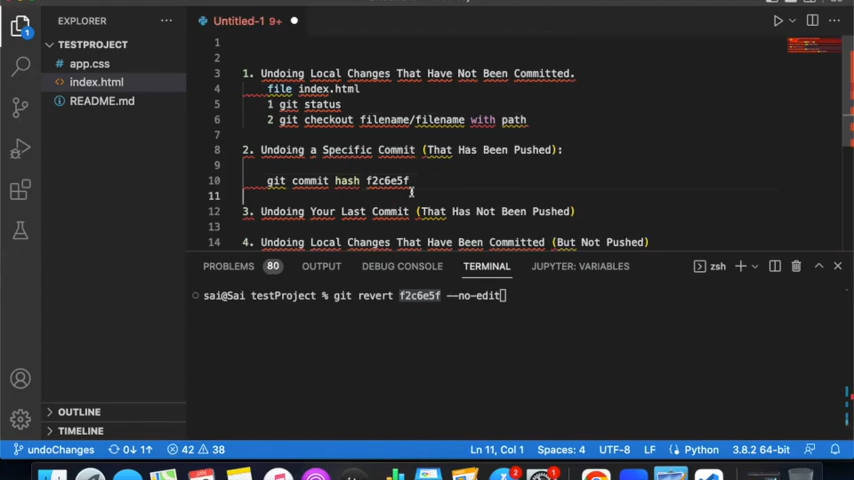 EXPLORER
Untitled-1 9+
TESTPROJECT
# app.css
<> index.html
README.md
1
2
3 1. Undoing Local Changes That Have Not Been Committed.
4 file index.html
5 1 git status
6 2 git checkout filename/filename with path
7
8 2. Undoing a Specific Commit (That Has Been Pushed):
9
10 git commit hash f2c6e5f
11
12 3. Undoing Your Last Commit (That Has Not Been Pushed)
13
14 4. Undoing Local Changes That Have Been Committed (But Not Pushed)
PROBLEMS 80 OUTPUT DEBUG CONSOLE TERMINAL JUPYTER: VARIABLES zsh
sai@Sai testProject % git revert f2c6e5f --no-edit
OUTLINE
TIMELINE
undoChanges 0↓ 1↑ 42 38 Ln 11, Col 1 Spaces: 4 UTF-8 LF Python 3.8.2 64-bit
1
2